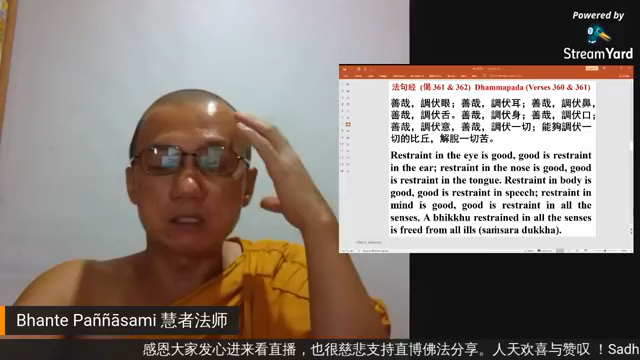 Powered by
StreamYard
法句经 (偈 361 & 362) Dhammapada (Verses 360 & 361)
善哉，調伏眼；善哉，調伏耳；善哉，調伏鼻，
善哉，調伏舌。善哉，調伏身；善哉，調伏口；
善哉，調伏意，善哉，調伏一切；能夠調伏一
切的比丘，解脫一切苦。
Restraint in the eye is good, good is restraint
in the ear; restraint in the nose is good, good
is restraint in the tongue. Restraint in body is
good, good is restraint in speech; restraint in
mind is good, good is restraint in all the
senses. A bhikkhu restrained in all the senses
is freed from all ills (saṁsara dukkha).
Bhante Paññāsami 慧者法师
感恩大家发心进来看直播，也很慈悲支持直博佛法分享。人天欢喜与赞叹 ！Sadh